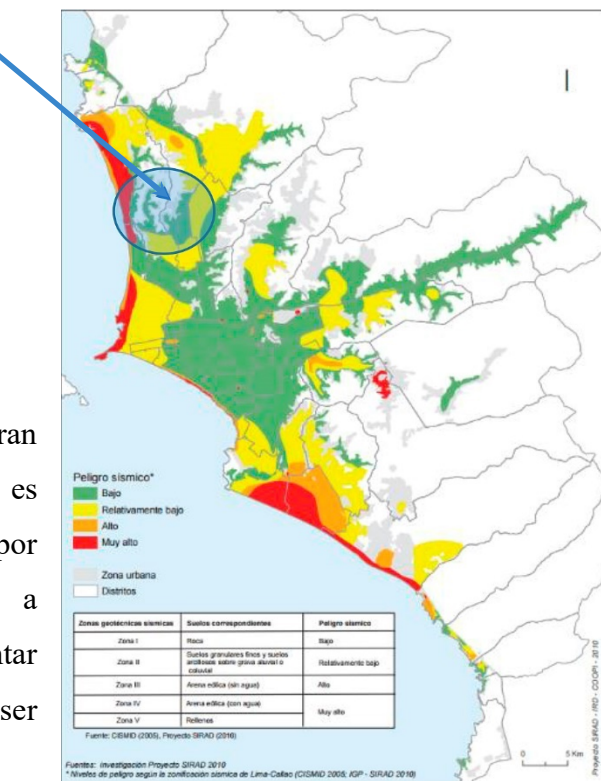 ran
es
por
a
tar
ser
Peligro sísmico*
Bajo
Relativamente bajo
Alto
Muy alto
Zona urbana
Distritos
Zonas geotécnicas sísmicas Suelos correspondientes Peligro sísmico
Zona I Roca Bajo
Zona II Suelos granulares finos y suelos arcillosos sobre grava aluvial o coluvial Relativamente bajo
Zona III Arena eólica (sin agua) Alto
Zona IV Arena eólica (con agua) Muy alto
Zona V Rellenos
Fuente: CISMID (2005), Proyecto SIRAD (2010)
Fuentes: Investigación Proyecto SIRAD 2010
* Niveles de peligro según la zonificación sísmica de Lima-Callao (CISMID 2005; IGP - SIRAD 2010)
0 5 Km
Proyecto SIRAD - IRD - COOPI - 2010